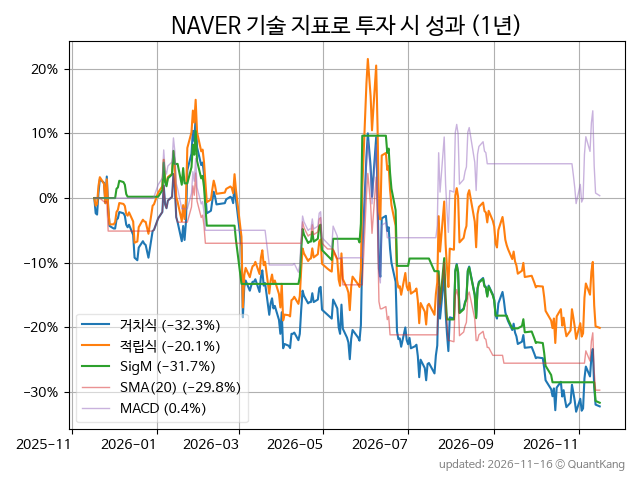 NAVER 기술 지표로 투자 시 성과 (1년)
20%
10%
0%
−10%
−20%
−30%
거치식 (−32.3%)
적립식 (−20.1%)
SigM (−31.7%)
SMA(20) (−29.8%)
MACD (0.4%)
2025-11 2026-01 2026-03 2026-05 2026-07 2026-09 2026-11
updated: 2026-11-16 © QuantKang